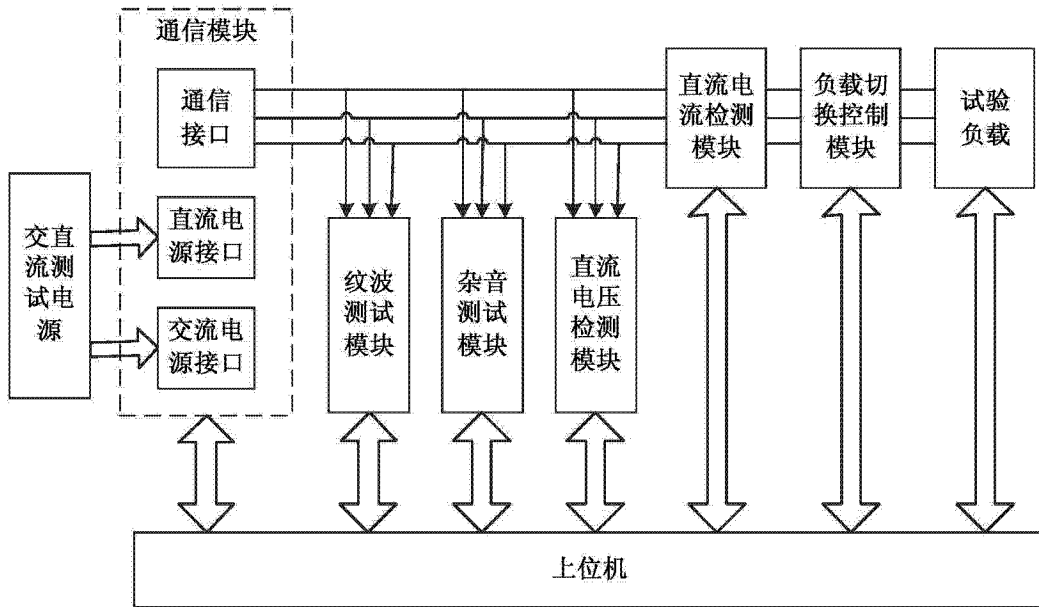 通信模块
通信
接口
直流电
源接口
交流电
源接口
交直
流测
试电
源
纹波
测试
模块
杂音
测试
模块
直流
电压
检测
模块
直流电
流检测
模块
负载切
换控制
模块
试验
负载
上位机